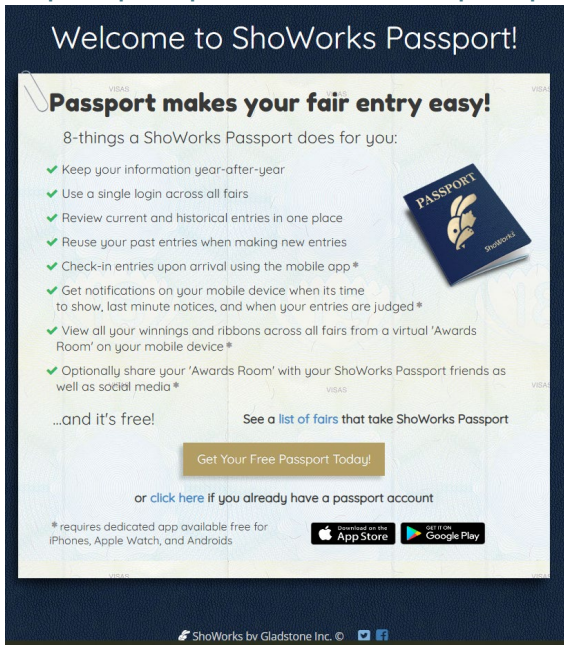 Welcome to ShoWorks Passport!
VISAS
VISAS
VISAS
Passport makes your fair entry easy!
8-things a ShoWorks Passport does for you:
Keep your information year-after-year
Use a single login across all fairs
Review current and historical entries in one place
Reuse your past entries when making new entries
Check-in entries upon arrival using the mobile app*
Get notifications on your mobile device when its time
to show, last minute notices, and when your entries are judged*
View all your winnings and ribbons across all fairs from a virtual 'Awards
Room' on your mobile device*
Optionally share your 'Awards Room' with your ShoWorks Passport friends as
well as social media*
PASSPORT
ShoWorks
VISAS
VISAS
VISAS
...and it's free!
See a list of fairs that take ShoWorks Passport
Get Your Free Passport Today!
or click here if you already have a passport account
*requires dedicated app available free for
iPhones, Apple Watch, and Androids
Download on the
App Store
GET IT ON
Google Play
VISAS
VISAS
VISAS
ShoWorks by Gladstone Inc. ©